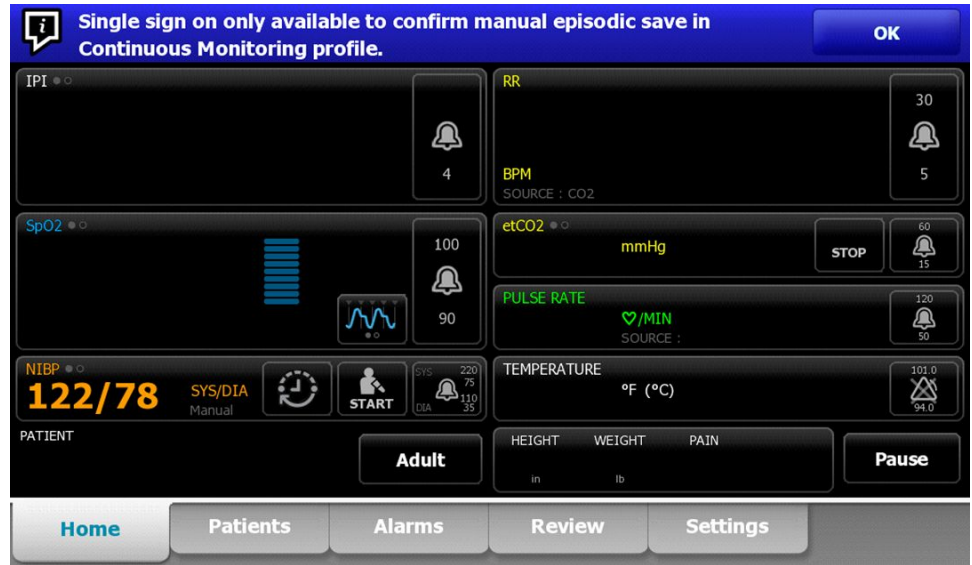 Single sign on only available to confirm manual episodic save in
Continuous Monitoring profile.
OK
IPI
4
RR
BPM
SOURCE : CO2
30
5
SpO2
100
90
etCO2
mmHg
STOP
60
15
PULSE RATE
/MIN
SOURCE :
120
50
NIBP
122/78
SYS/DIA
Manual
START
SYS 220
75
110
DIA 35
TEMPERATURE
°F (°C)
101.0
94.0
PATIENT
Adult
HEIGHT WEIGHT PAIN
in lb
Pause
Home Patients Alarms Review Settings